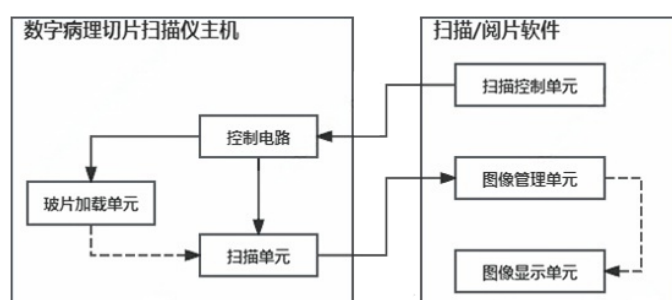 数字病理切片扫描仪主机
扫描/阅片软件
扫描控制单元
控制电路
图像管理单元
玻片加载单元
扫描单元
图像显示单元